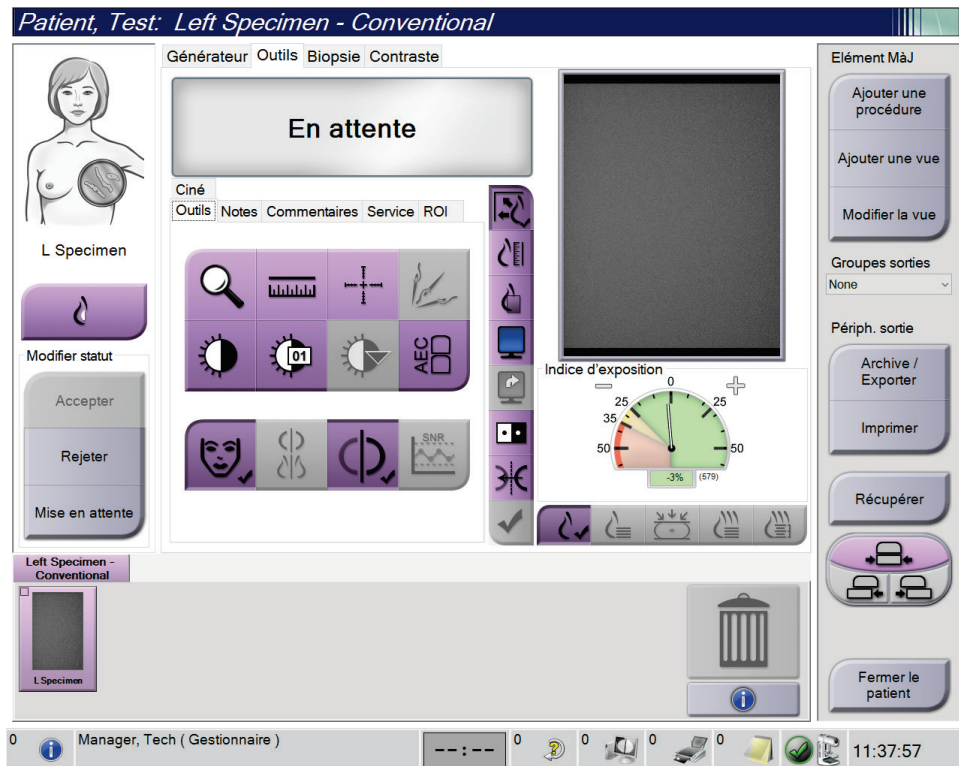 Patient, Test: Left Specimen - Conventional
L Specimen
Modifier statut
Accepter
Rejeter
Mise en attente
Générateur Outils Biopsie Contraste
En attente
Ciné
Outils Notes Commentaires Service ROI
01
AEC
SNR
Indice d'exposition
0
25
25
35
50
50
-3%
(579)
Elément MàJ
Ajouter une
procédure
Ajouter une vue
Modifier la vue
Groupes sorties
None
Périph. sortie
Archive /
Exporter
Imprimer
Récupérer
Fermer le
patient
Left Specimen -
Conventional
L Specimen
0
Manager, Tech ( Gestionnaire )
--:--
0
0
0
0
11:37:57